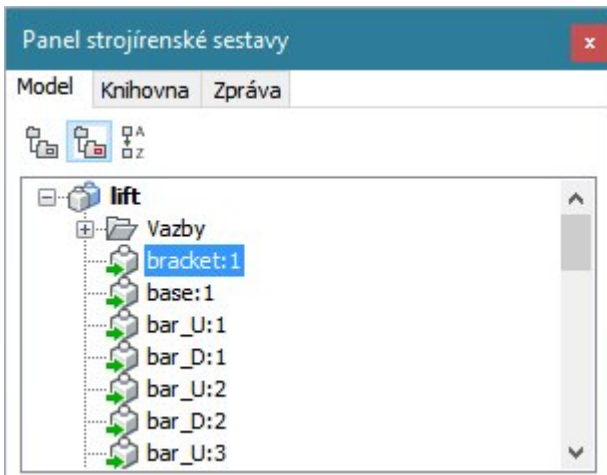 Panel strojírenské sestavy
x
Model Knihovna Zpráva
A
Z
lift
Vazby
bracket:1
base:1
bar_U:1
bar_D:1
bar_U:2
bar_D:2
bar_U:3